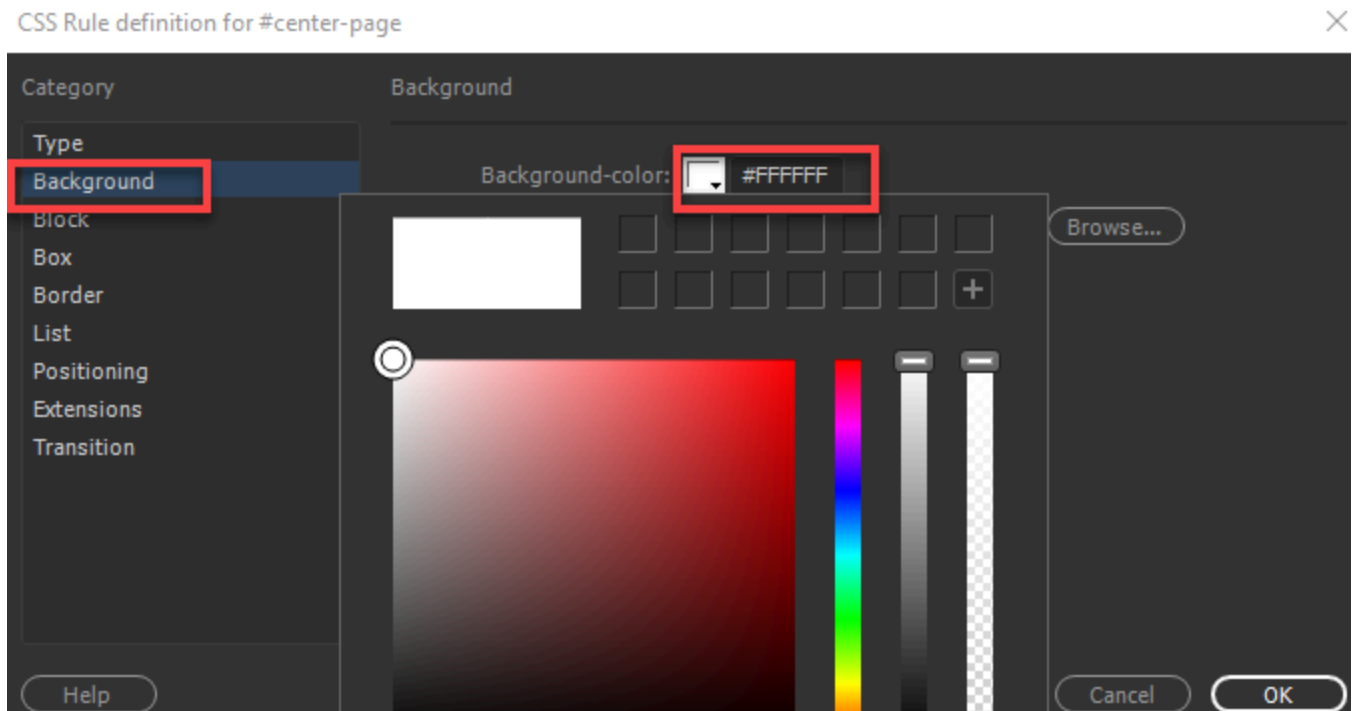 CSS Rule definition for #center-page
Category
Background
Type
Background
Block
Box
Border
List
Positioning
Extensions
Transition
Background-color:
#FFFFFF
Browse...
Help
Cancel
OK